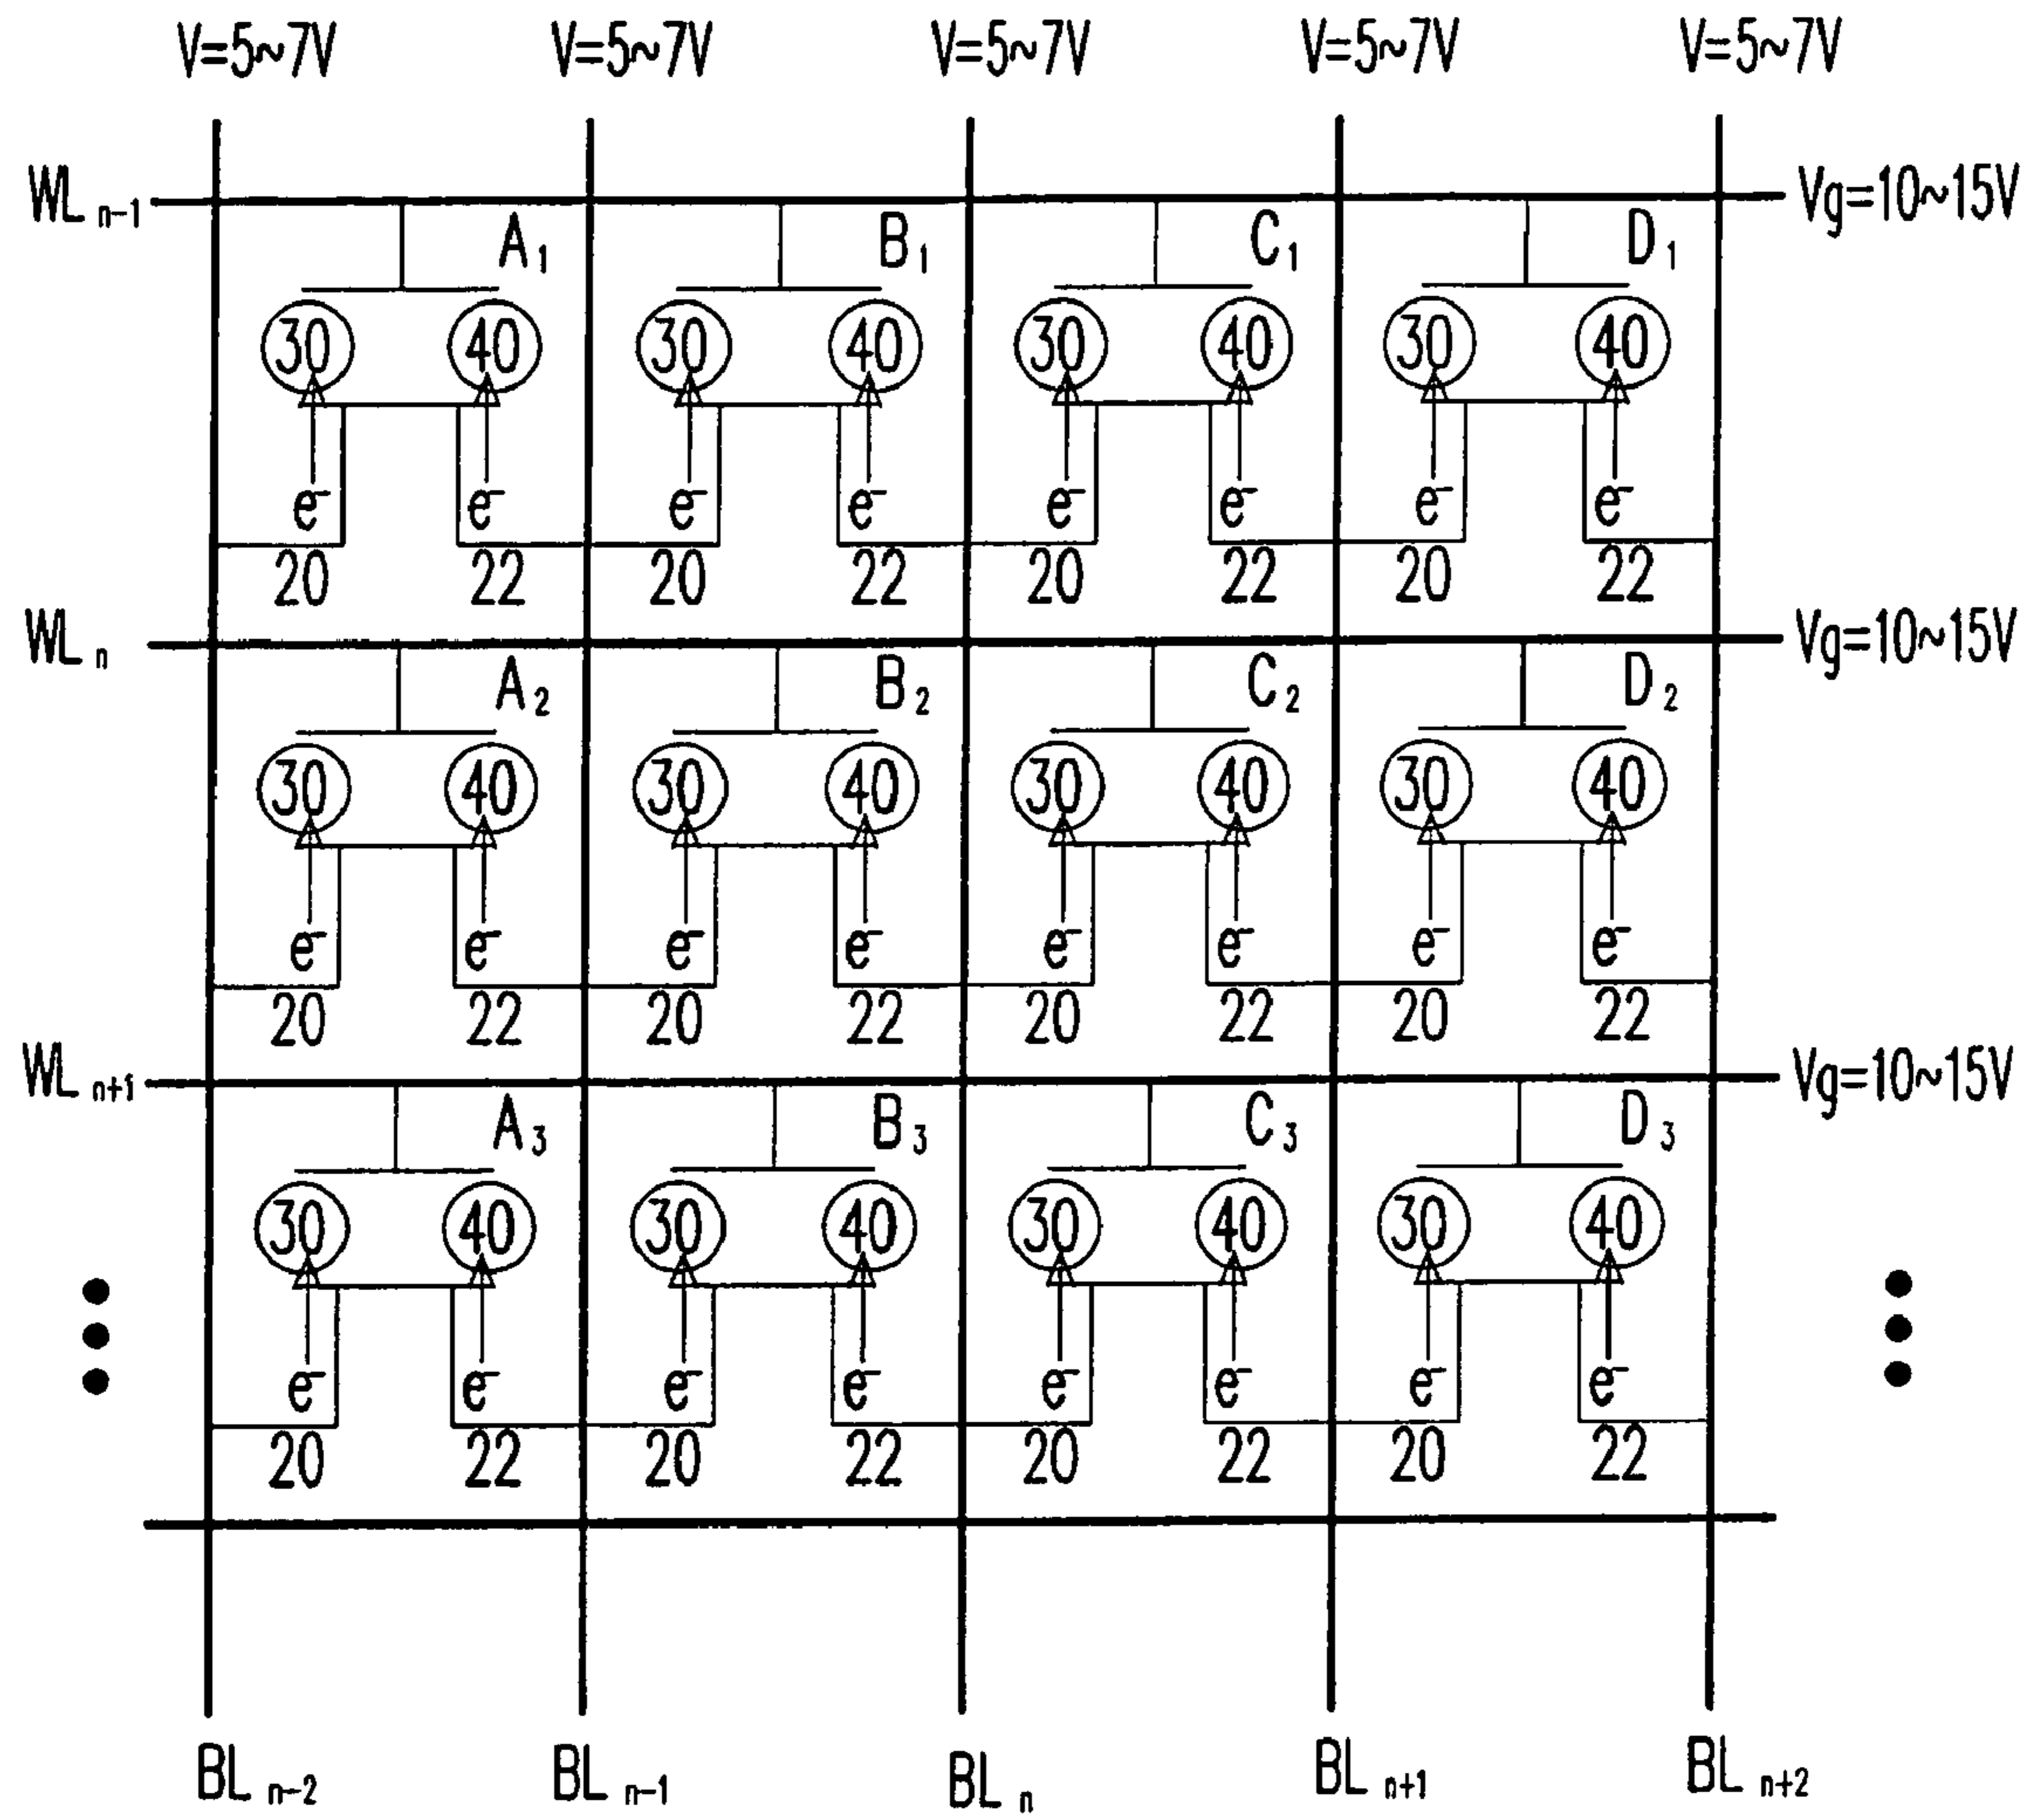 V=5~7V V=5~7V V=5~7V V=5~7V V=5~7V
WL n-1 Vg=10~15V
A1 B1 C1 D1
30 40 30 40 30 40 30 40
e- e- e- e- e- e- e- e-
20 22 20 22 20 22 20 22
WL n Vg=10~15V
A2 B2 C2 D2
30 40 30 40 30 40 30 40
e- e- e- e- e- e- e- e-
20 22 20 22 20 22 20 22
WL n+1 Vg=10~15V
A3 B3 C3 D3
30 40 30 40 30 40 30 40
e- e- e- e- e- e- e- e-
20 22 20 22 20 22 20 22
BL n-2 BL n-1 BL n BL n+1 BL n+2